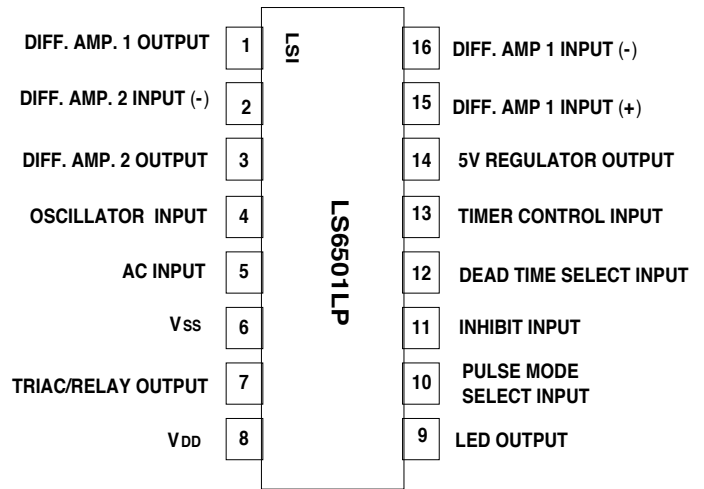 DIFF. AMP. 1 OUTPUT 1
DIFF. AMP. 2 INPUT (-) 2
DIFF. AMP. 2 OUTPUT 3
OSCILLATOR INPUT 4
AC INPUT 5
VSS 6
TRIAC/RELAY OUTPUT 7
VDD 8
LSI
LS6501LP
16 DIFF. AMP 1 INPUT (-)
15 DIFF. AMP 1 INPUT (+)
14 5V REGULATOR OUTPUT
13 TIMER CONTROL INPUT
12 DEAD TIME SELECT INPUT
11 INHIBIT INPUT
10 PULSE MODE
SELECT INPUT
9 LED OUTPUT